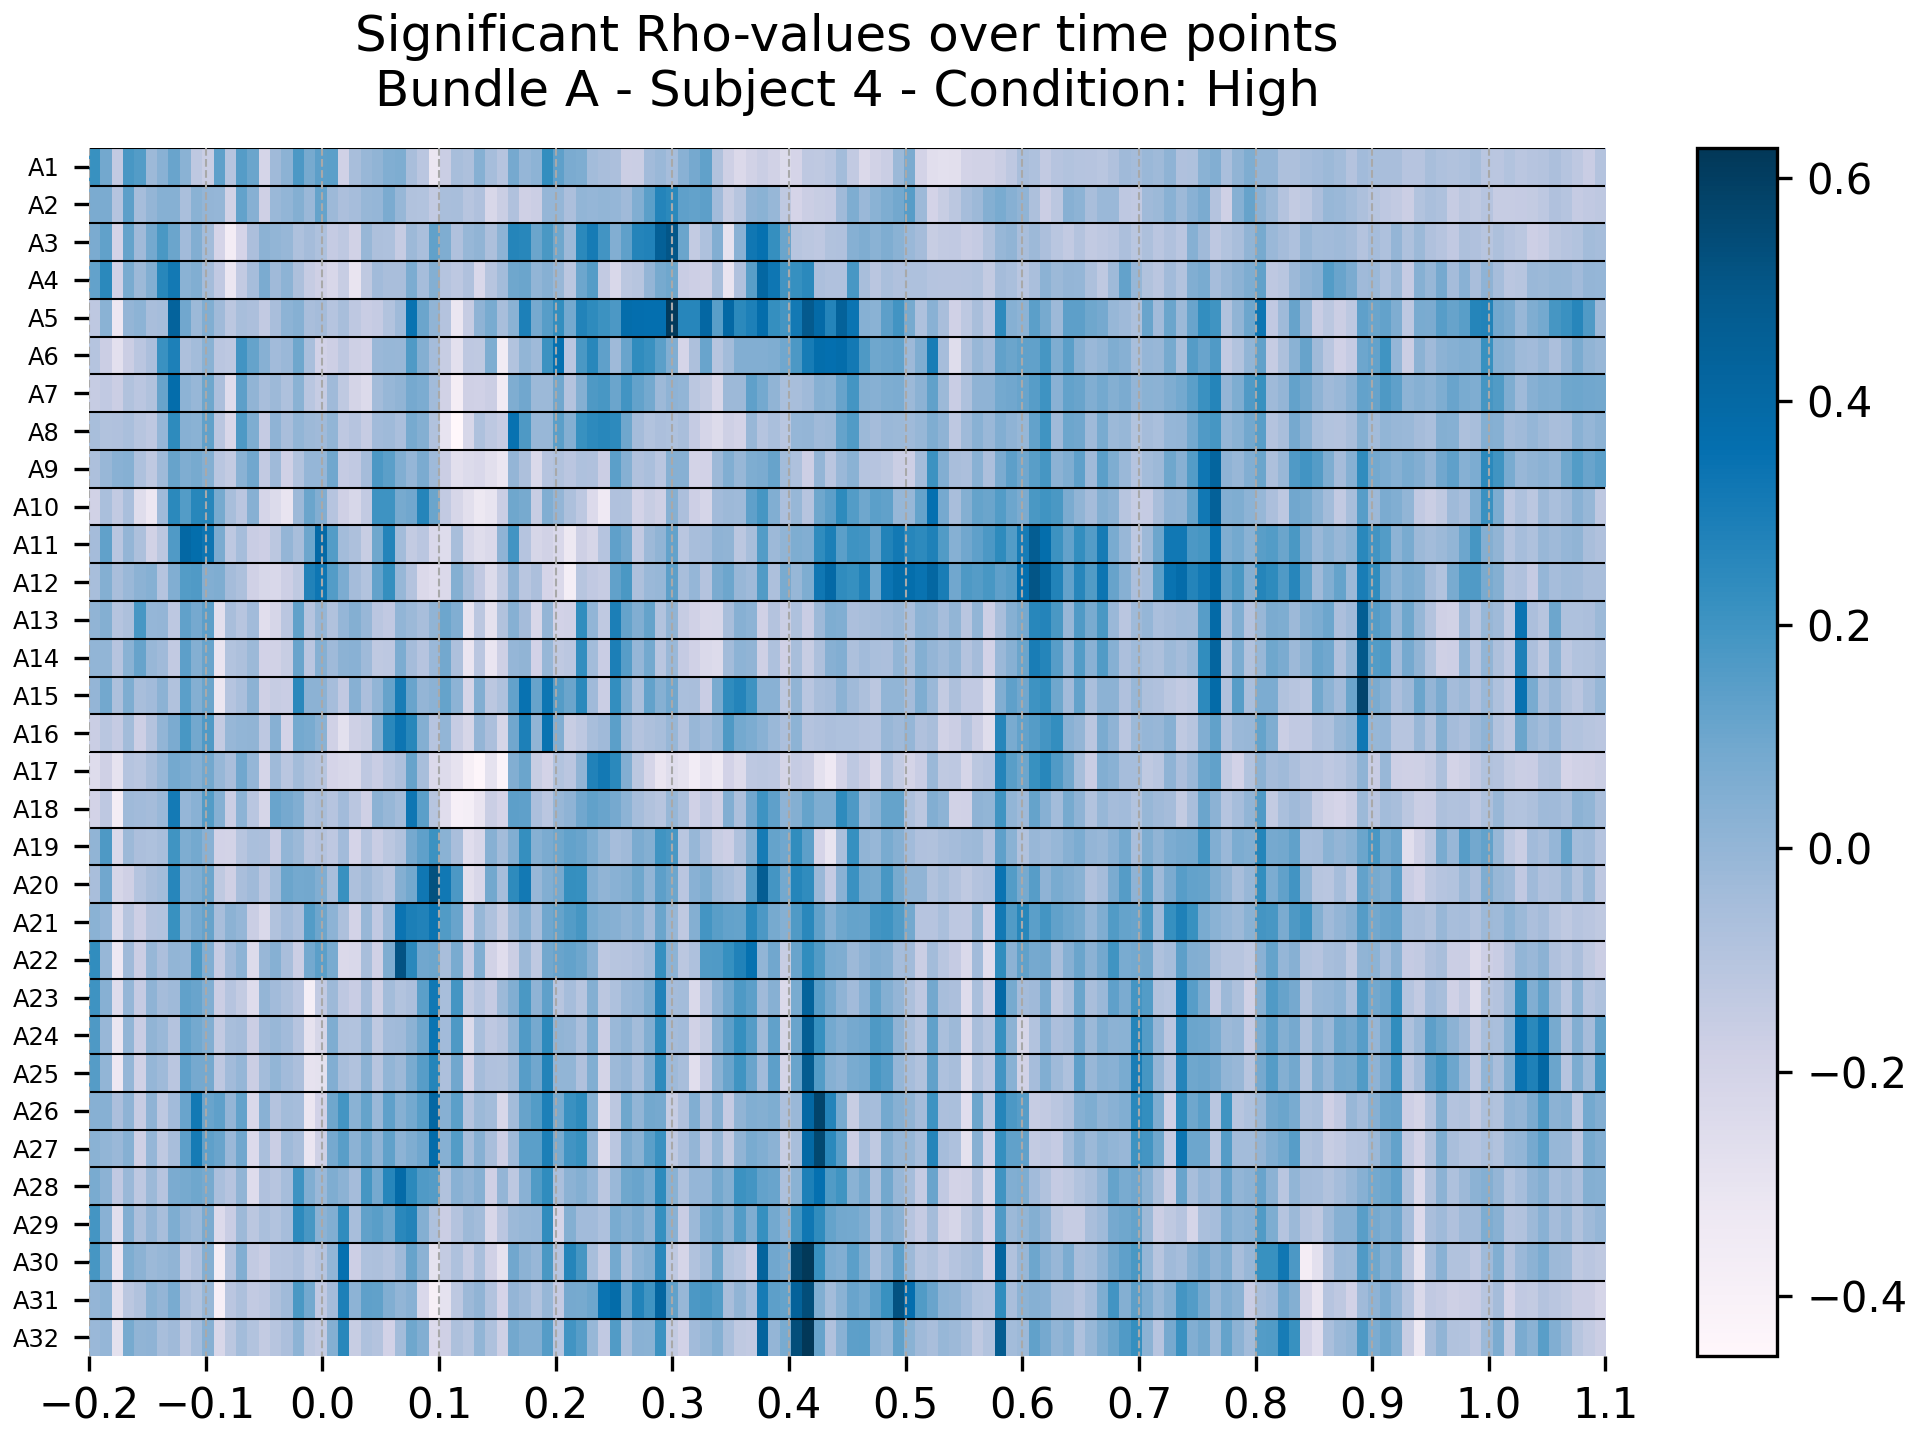 Significant Rho-values over time points
Bundle A - Subject 4 - Condition: High
A1
A2
A3
A4
A5
A6
A7
A8
A9
A10
A11
A12
A13
A14
A15
A16
A17
A18
A19
A20
A21
A22
A23
A24
A25
A26
A27
A28
A29
A30
A31
A32
−0.2 −0.1 0.0 0.1 0.2 0.3 0.4 0.5 0.6 0.7 0.8 0.9 1.0 1.1
0.6
0.4
0.2
0.0
−0.2
−0.4